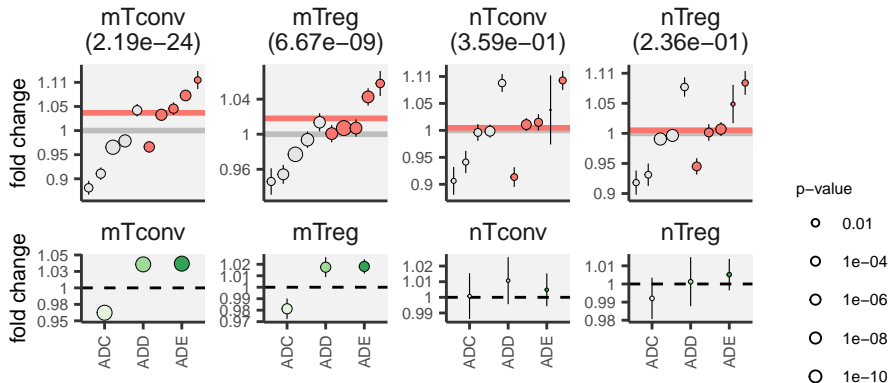 mTconv
(2.19e−24)
mTreg
(6.67e−09)
nTconv
(3.59e−01)
nTreg
(2.36e−01)
fold change
1.11
1.05
1
0.95
0.9
1.04
1
0.96
1.11
1.05
1
0.95
0.9
1.11
1.05
1
0.95
0.9
mTconv
mTreg
nTconv
nTreg
fold change
1.05
1.03
1
0.98
0.95
1.02
1.01
1
0.99
0.98
0.97
1.02
1.01
1
0.99
1.01
1
0.99
0.98
ADC
ADD
ADE
ADC
ADD
ADE
ADC
ADD
ADE
ADC
ADD
ADE
p−value
0.01
1e−04
1e−06
1e−08
1e−10